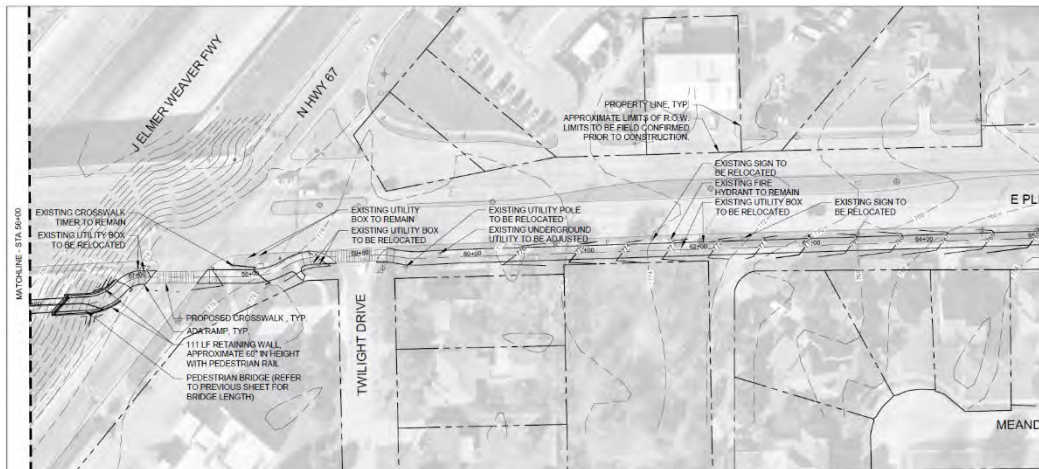 J ELMER WEAVER FWY
N HWY 67
PROPERTY LINE, TYP.
APPROXIMATE LIMITS OF R.O.W.
LIMITS TO BE FIELD CONFIRMED
PRIOR TO CONSTRUCTION.
EXISTING SIGN TO
BE RELOCATED
EXISTING FIRE
HYDRANT TO REMAIN
EXISTING UTILITY BOX
TO BE RELOCATED
EXISTING SIGN TO
BE RELOCATED
E PL
EXISTING CROSSWALK
TIMER TO REMAIN
EXISTING UTILITY BOX
TO BE RELOCATED
EXISTING UTILITY
BOX TO REMAIN
EXISTING UTILITY BOX
TO BE RELOCATED
EXISTING UTILITY POLE
TO BE RELOCATED
EXISTING UNDERGROUND
UTILITY TO BE ADJUSTED
MATCHLINE - STA 56+00
57+00
58+00
59+00
60+00
62+00
64+00
PROPOSED CROSSWALK , TYP.
ADA RAMP, TYP.
111 LF RETAINING WALL,
APPROXIMATE 60" IN HEIGHT
WITH PEDESTRIAN RAIL
PEDESTRIAN BRIDGE (REFER
TO PREVIOUS SHEET FOR
BRIDGE LENGTH)
TWILIGHT DRIVE
MEAND